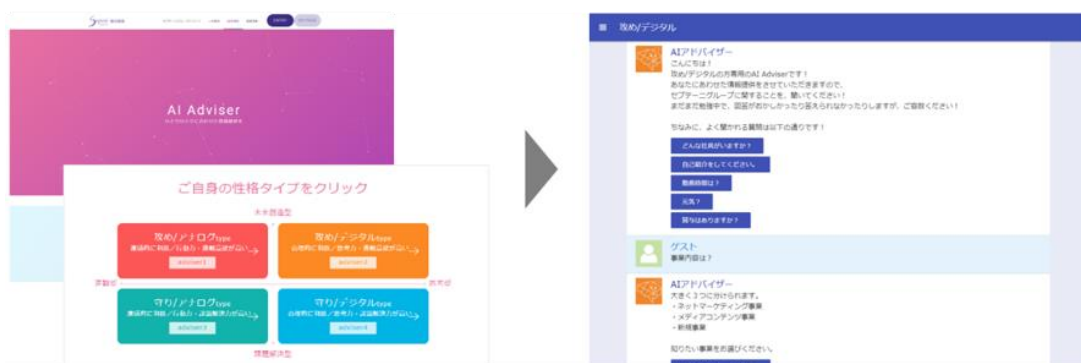 AI Adviser
ご自身の性格タイプをクリック
未来創造型
攻め/アナログtype
adviser1
攻め/デジタルtype
adviser2
守り/アナログtype
adviser3
守り/デジタルtype
adviser4
課題解決型
攻め/デジタル
AIアドバイザー
こんにちは！
攻め/デジタルの方専用のAI Adviserです！
あなたにあわせた情報提供をさせていただきますので、
セプテーニグループに関することを、聞いてください！
まだまだ勉強中で、回答がおかしかったり答えられなかったりしますが、ご容赦ください！
ちなみに、よく聞かれる質問は以下の通りです！
どんな社員がいますか？
自己紹介をしてください。
勤務時間は？
元気？
賞与はありますか？
ゲスト
事業内容は？
AIアドバイザー
大きく３つに分けられます。
・ネットマーケティング事業
・メディアコンテンツ事業
・新規事業
知りたい事業をお選びください。